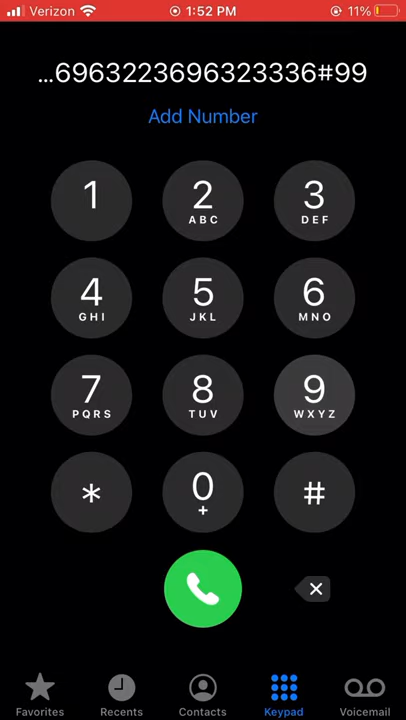 Verizon 1:52 PM 11%
...6963223696323336#99
Add Number
1 2 3
ABC DEF
4 5 6
GHI JKL MNO
7 8 9
PQRS TUV WXYZ
* 0 #
+
Favorites Recents Contacts Keypad Voicemail